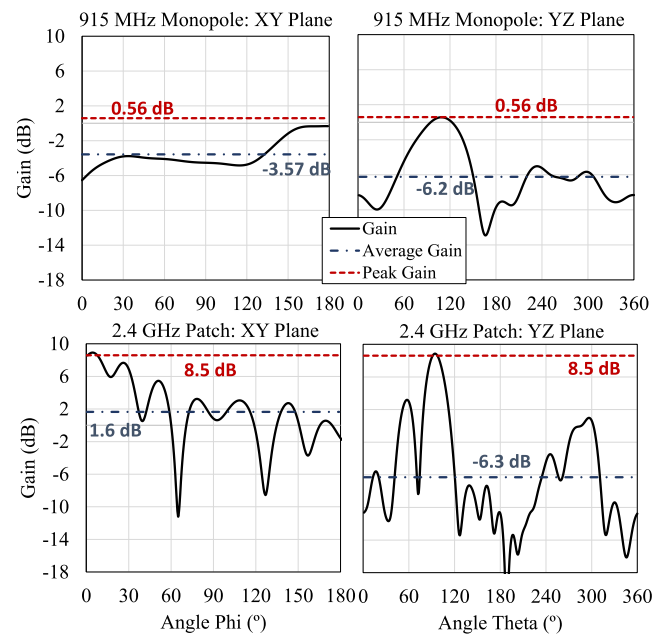 915 MHz Monopole: XY Plane
915 MHz Monopole: YZ Plane
Gain (dB)
10
6
2
-2
-6
-10
-14
-18
0.56 dB
-3.57 dB
0 30 60 90 120 150 180
0.56 dB
-6.2 dB
0 60 120 180 240 300 360
Gain
Average Gain
Peak Gain
2.4 GHz Patch: XY Plane
2.4 GHz Patch: YZ Plane
Gain (dB)
10
6
2
-2
-6
-10
-14
-18
8.5 dB
1.6 dB
0 30 60 90 120 150 180
Angle Phi (º)
8.5 dB
-6.3 dB
0 60 120 180 240 300 360
Angle Theta (º)